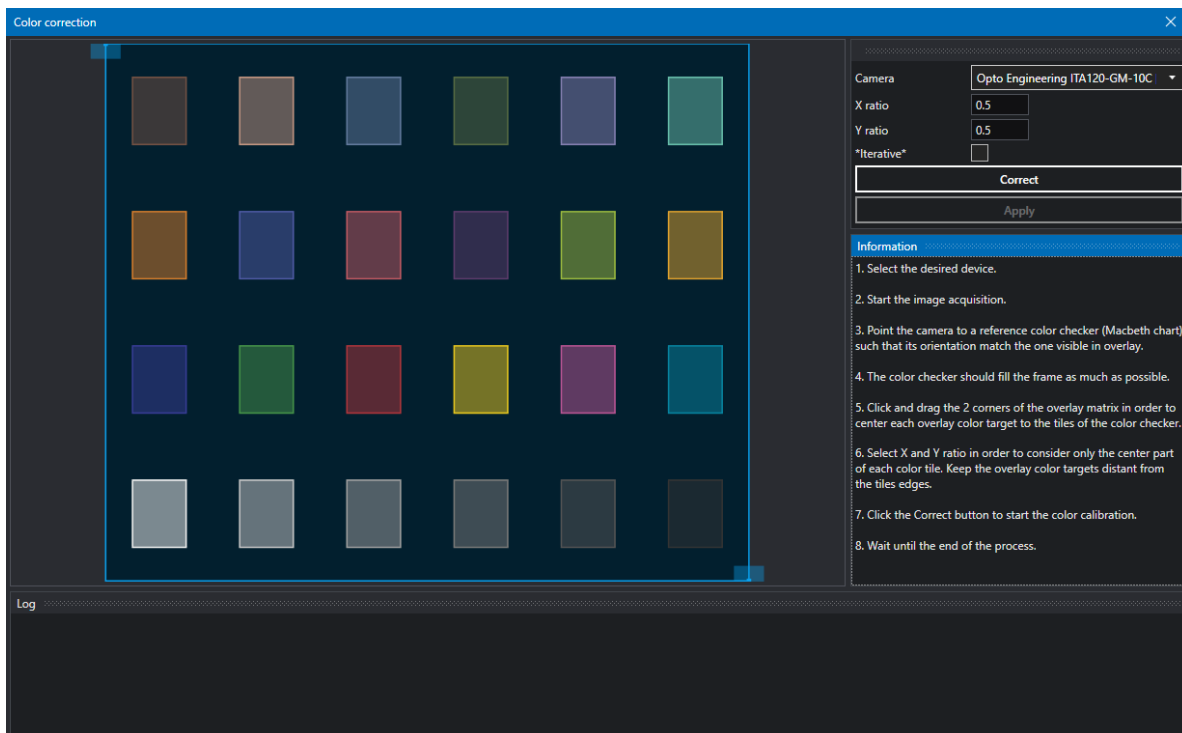 Color correction
Camera
Opto Engineering ITA120-GM-10C
X ratio
0.5
Y ratio
0.5
*Iterative*
Correct
Apply
Information
1. Select the desired device.
2. Start the image acquisition.
3. Point the camera to a reference color checker (Macbeth chart)
such that its orientation match the one visible in overlay.
4. The color checker should fill the frame as much as possible.
5. Click and drag the 2 corners of the overlay matrix in order to
center each overlay color target to the tiles of the color checker.
6. Select X and Y ratio in order to consider only the center part
of each color tile. Keep the overlay color targets distant from
the tiles edges.
7. Click the Correct button to start the color calibration.
8. Wait until the end of the process.
Log